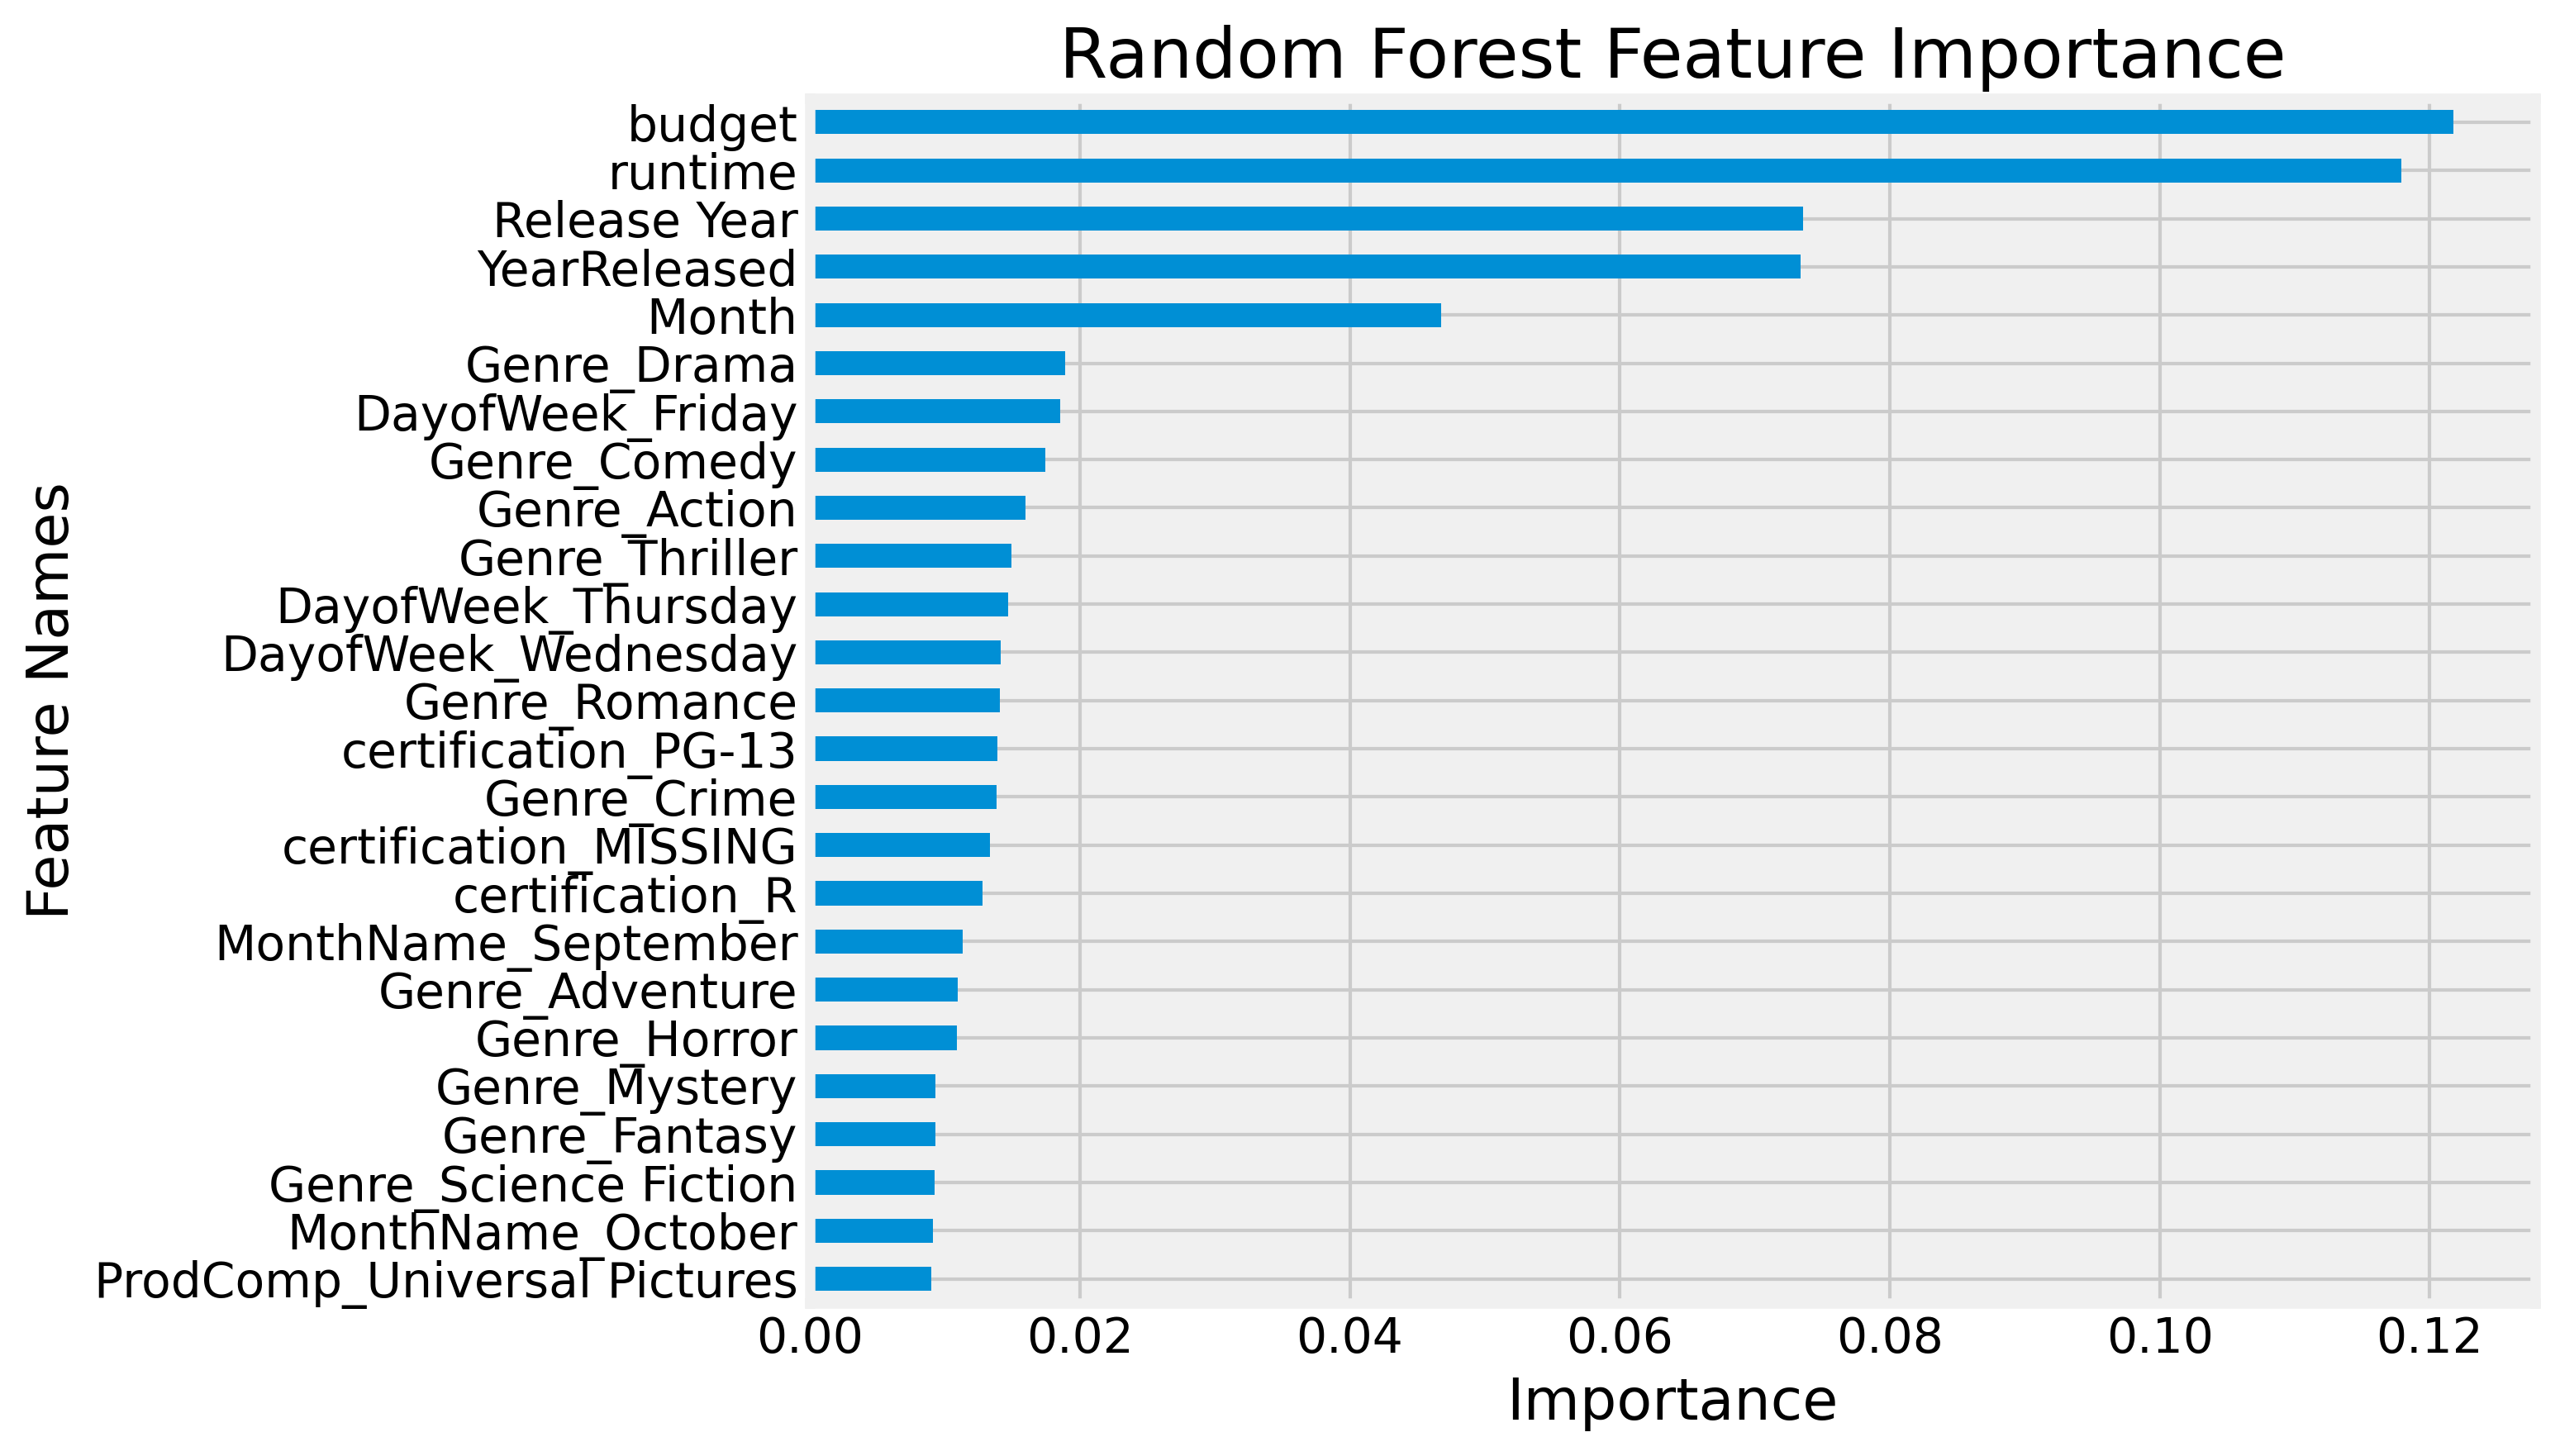 Random Forest Feature Importance
budget
runtime
Release Year
YearReleased
Month
Genre_Drama
DayofWeek_Friday
Genre_Comedy
Genre_Action
Genre_Thriller
DayofWeek_Thursday
DayofWeek_Wednesday
Genre_Romance
certification_PG-13
Genre_Crime
certification_MISSING
certification_R
MonthName_September
Genre_Adventure
Genre_Horror
Genre_Mystery
Genre_Fantasy
Genre_Science Fiction
MonthName_October
ProdComp_Universal Pictures
Feature Names
0.00 0.02 0.04 0.06 0.08 0.10 0.12
Importance